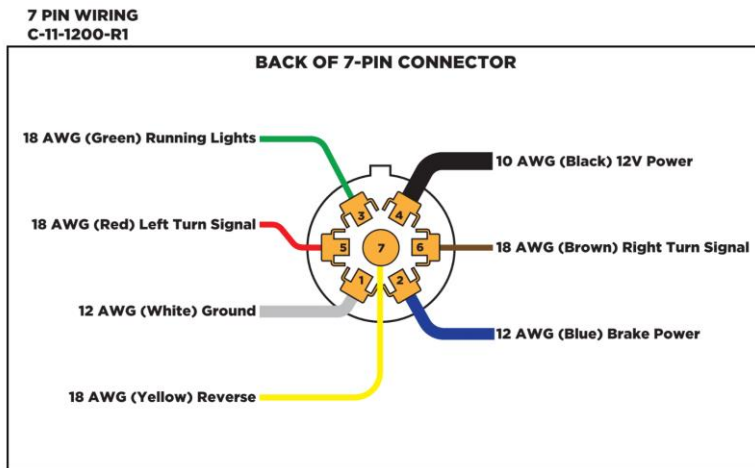 7 PIN WIRING
C-11-1200-R1
BACK OF 7-PIN CONNECTOR
18 AWG (Green) Running Lights
10 AWG (Black) 12V Power
3
4
18 AWG (Red) Left Turn Signal
5
7
6
18 AWG (Brown) Right Turn Signal
1
2
12 AWG (White) Ground
12 AWG (Blue) Brake Power
18 AWG (Yellow) Reverse